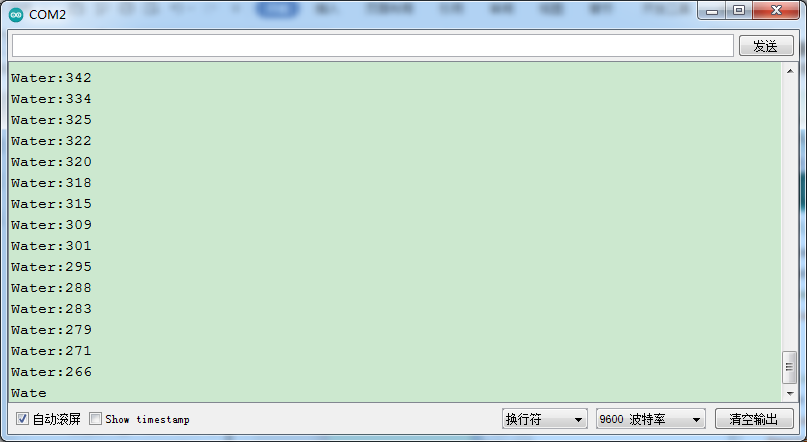 COM2
发送
Water:342
Water:334
Water:325
Water:322
Water:320
Water:318
Water:315
Water:309
Water:301
Water:295
Water:288
Water:283
Water:279
Water:271
Water:266
Wate
自动滚屏 Show timestamp 换行符 9600 波特率 清空输出